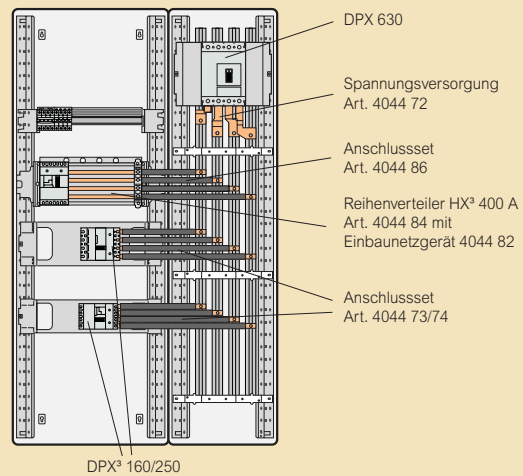 DPX 630
Spannungsversorgung
Art. 4044 72
Anschlussset
Art. 4044 86
Reihenverteiler HX³ 400 A
Art. 4044 84 mit
Einbaunetzgerät 4044 82
Anschlussset
Art. 4044 73/74
DPX³ 160/250